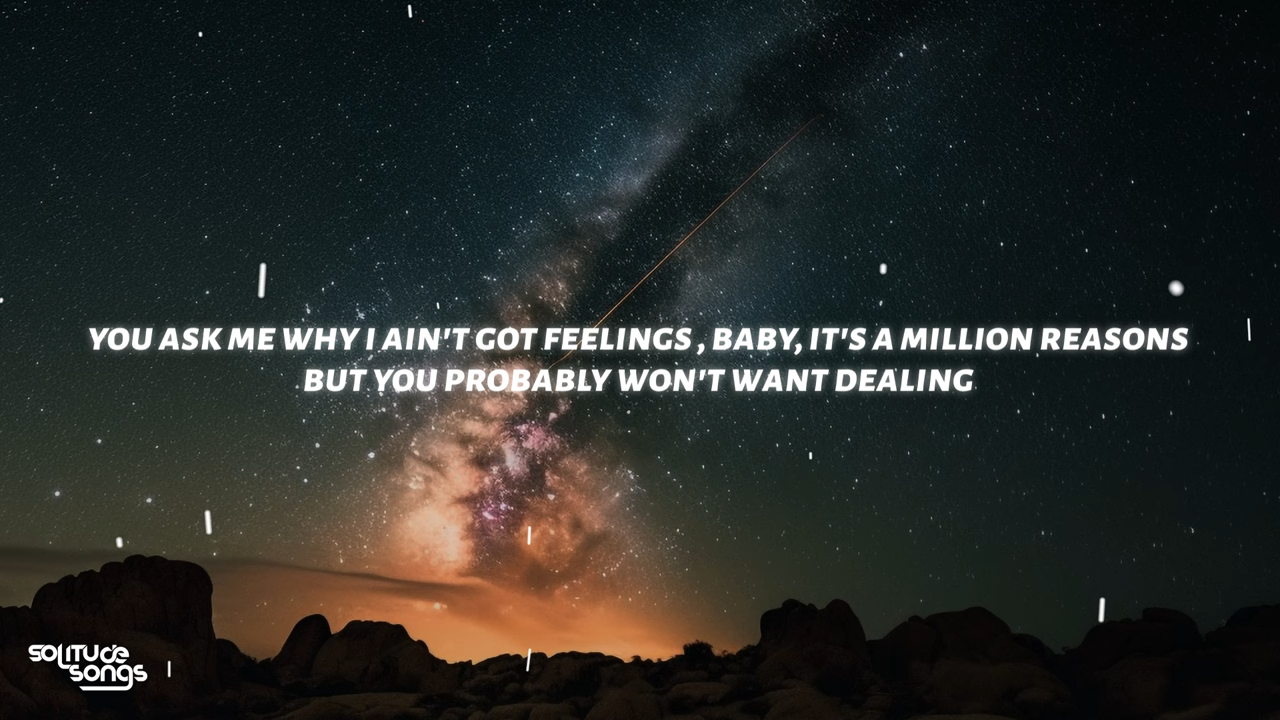 YOU ASK ME WHY I AIN'T GOT FEELINGS , BABY, IT'S A MILLION REASONS
BUT YOU PROBABLY WON'T WANT DEALING
SOLITUDE
SONGS